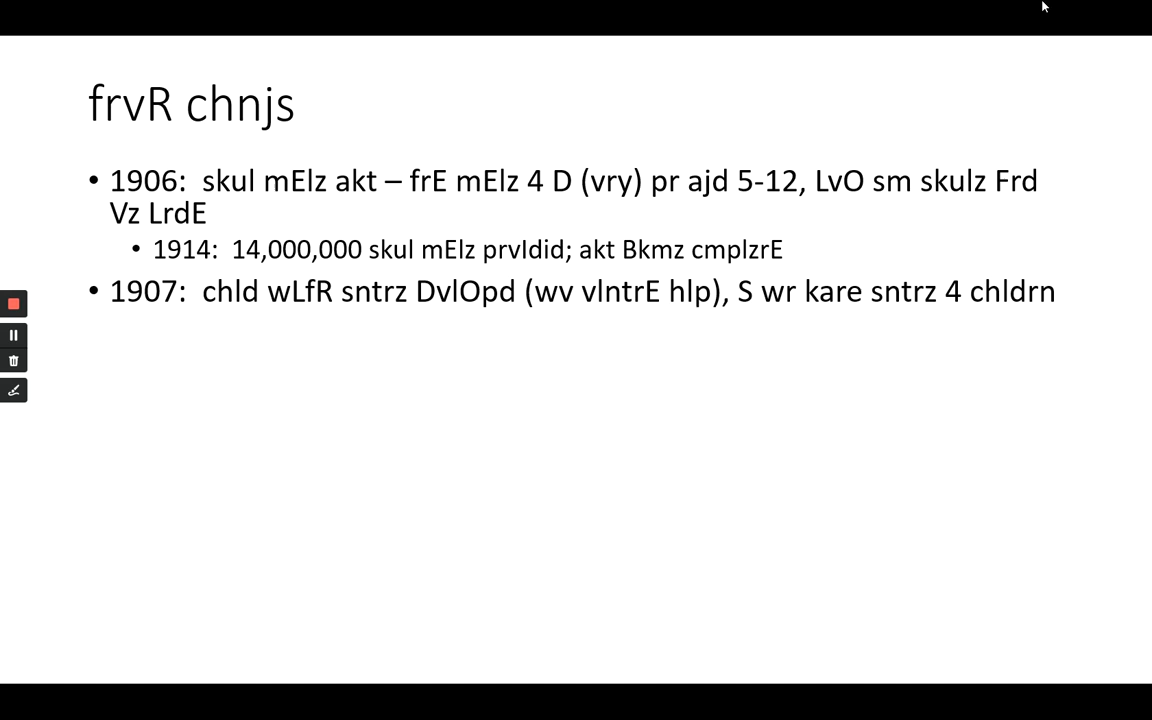 frvR chnjs
• 1906: skul mElz akt – frE mElz 4 D (vry) pr ajd 5-12, LvO sm skulz Frd
Vz LrdE
• 1914: 14,000,000 skul mElz prvIdid; akt Bkmz cmplzrE
• 1907: chld wLfR sntrz DvlOpd (wv vlntrE hlp), S wr kare sntrz 4 chldrn